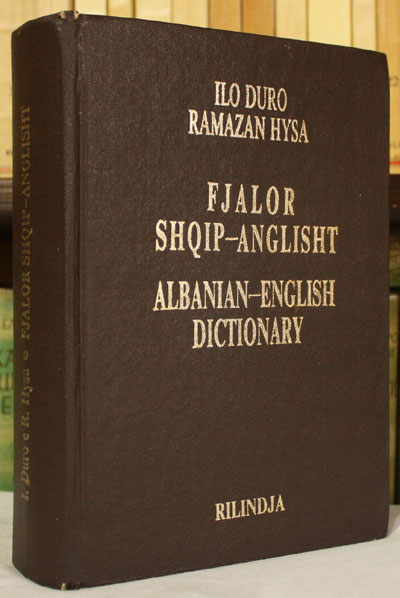 ILO DURO
RAMAZAN HYSA
FJALOR
SHQIP–ANGLISHT
ALBANIAN–ENGLISH
DICTIONARY
RILINDJA
I. Duro e R. Hysa • FJALOR SHQIP–ANGLISHT